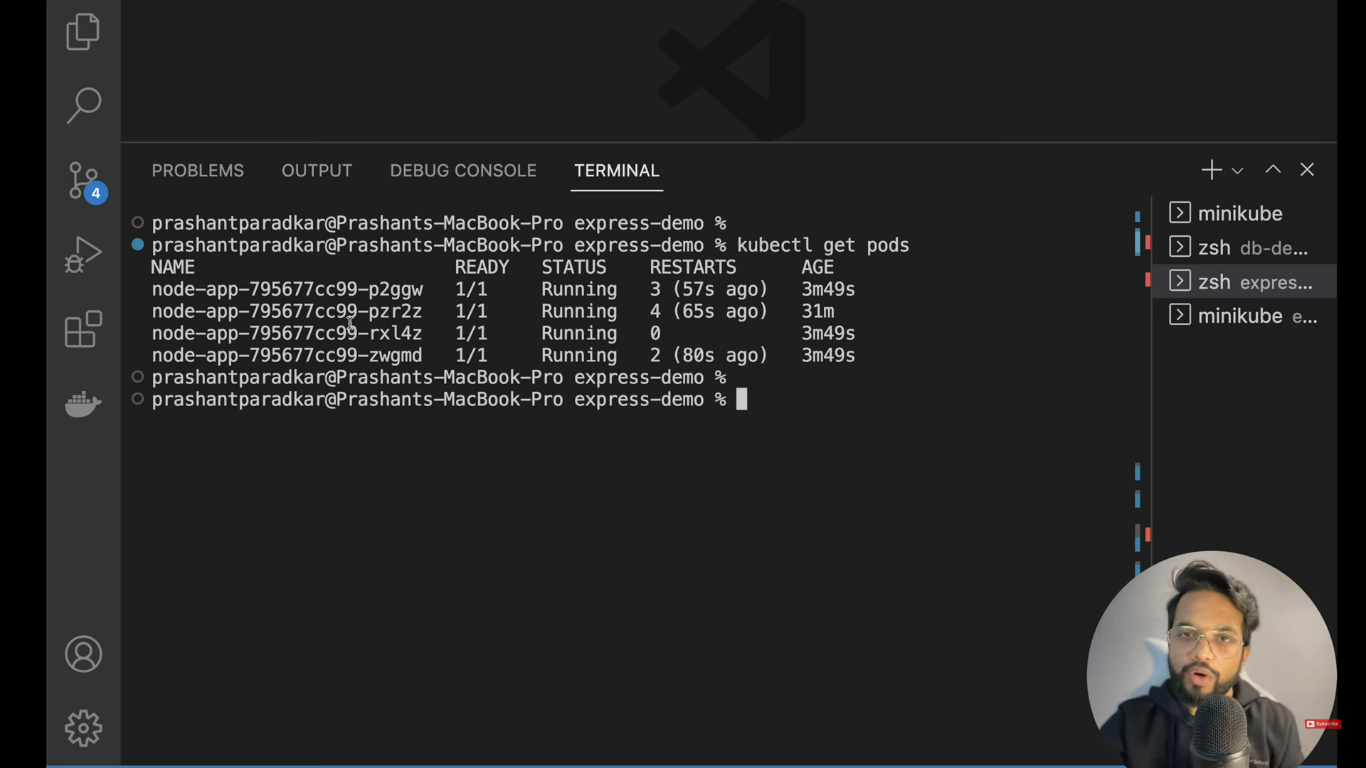 4
PROBLEMS OUTPUT DEBUG CONSOLE TERMINAL
prashantparadkar@Prashants-MacBook-Pro express-demo %
prashantparadkar@Prashants-MacBook-Pro express-demo % kubectl get pods
NAME READY STATUS RESTARTS AGE
node-app-795677cc99-p2ggw 1/1 Running 3 (57s ago) 3m49s
node-app-795677cc99-pzr2z 1/1 Running 4 (65s ago) 31m
node-app-795677cc99-rxl4z 1/1 Running 0 3m49s
node-app-795677cc99-zwgmd 1/1 Running 2 (80s ago) 3m49s
prashantparadkar@Prashants-MacBook-Pro express-demo %
prashantparadkar@Prashants-MacBook-Pro express-demo %
minikube
zsh db-de...
zsh expres...
minikube e...
Subscribe